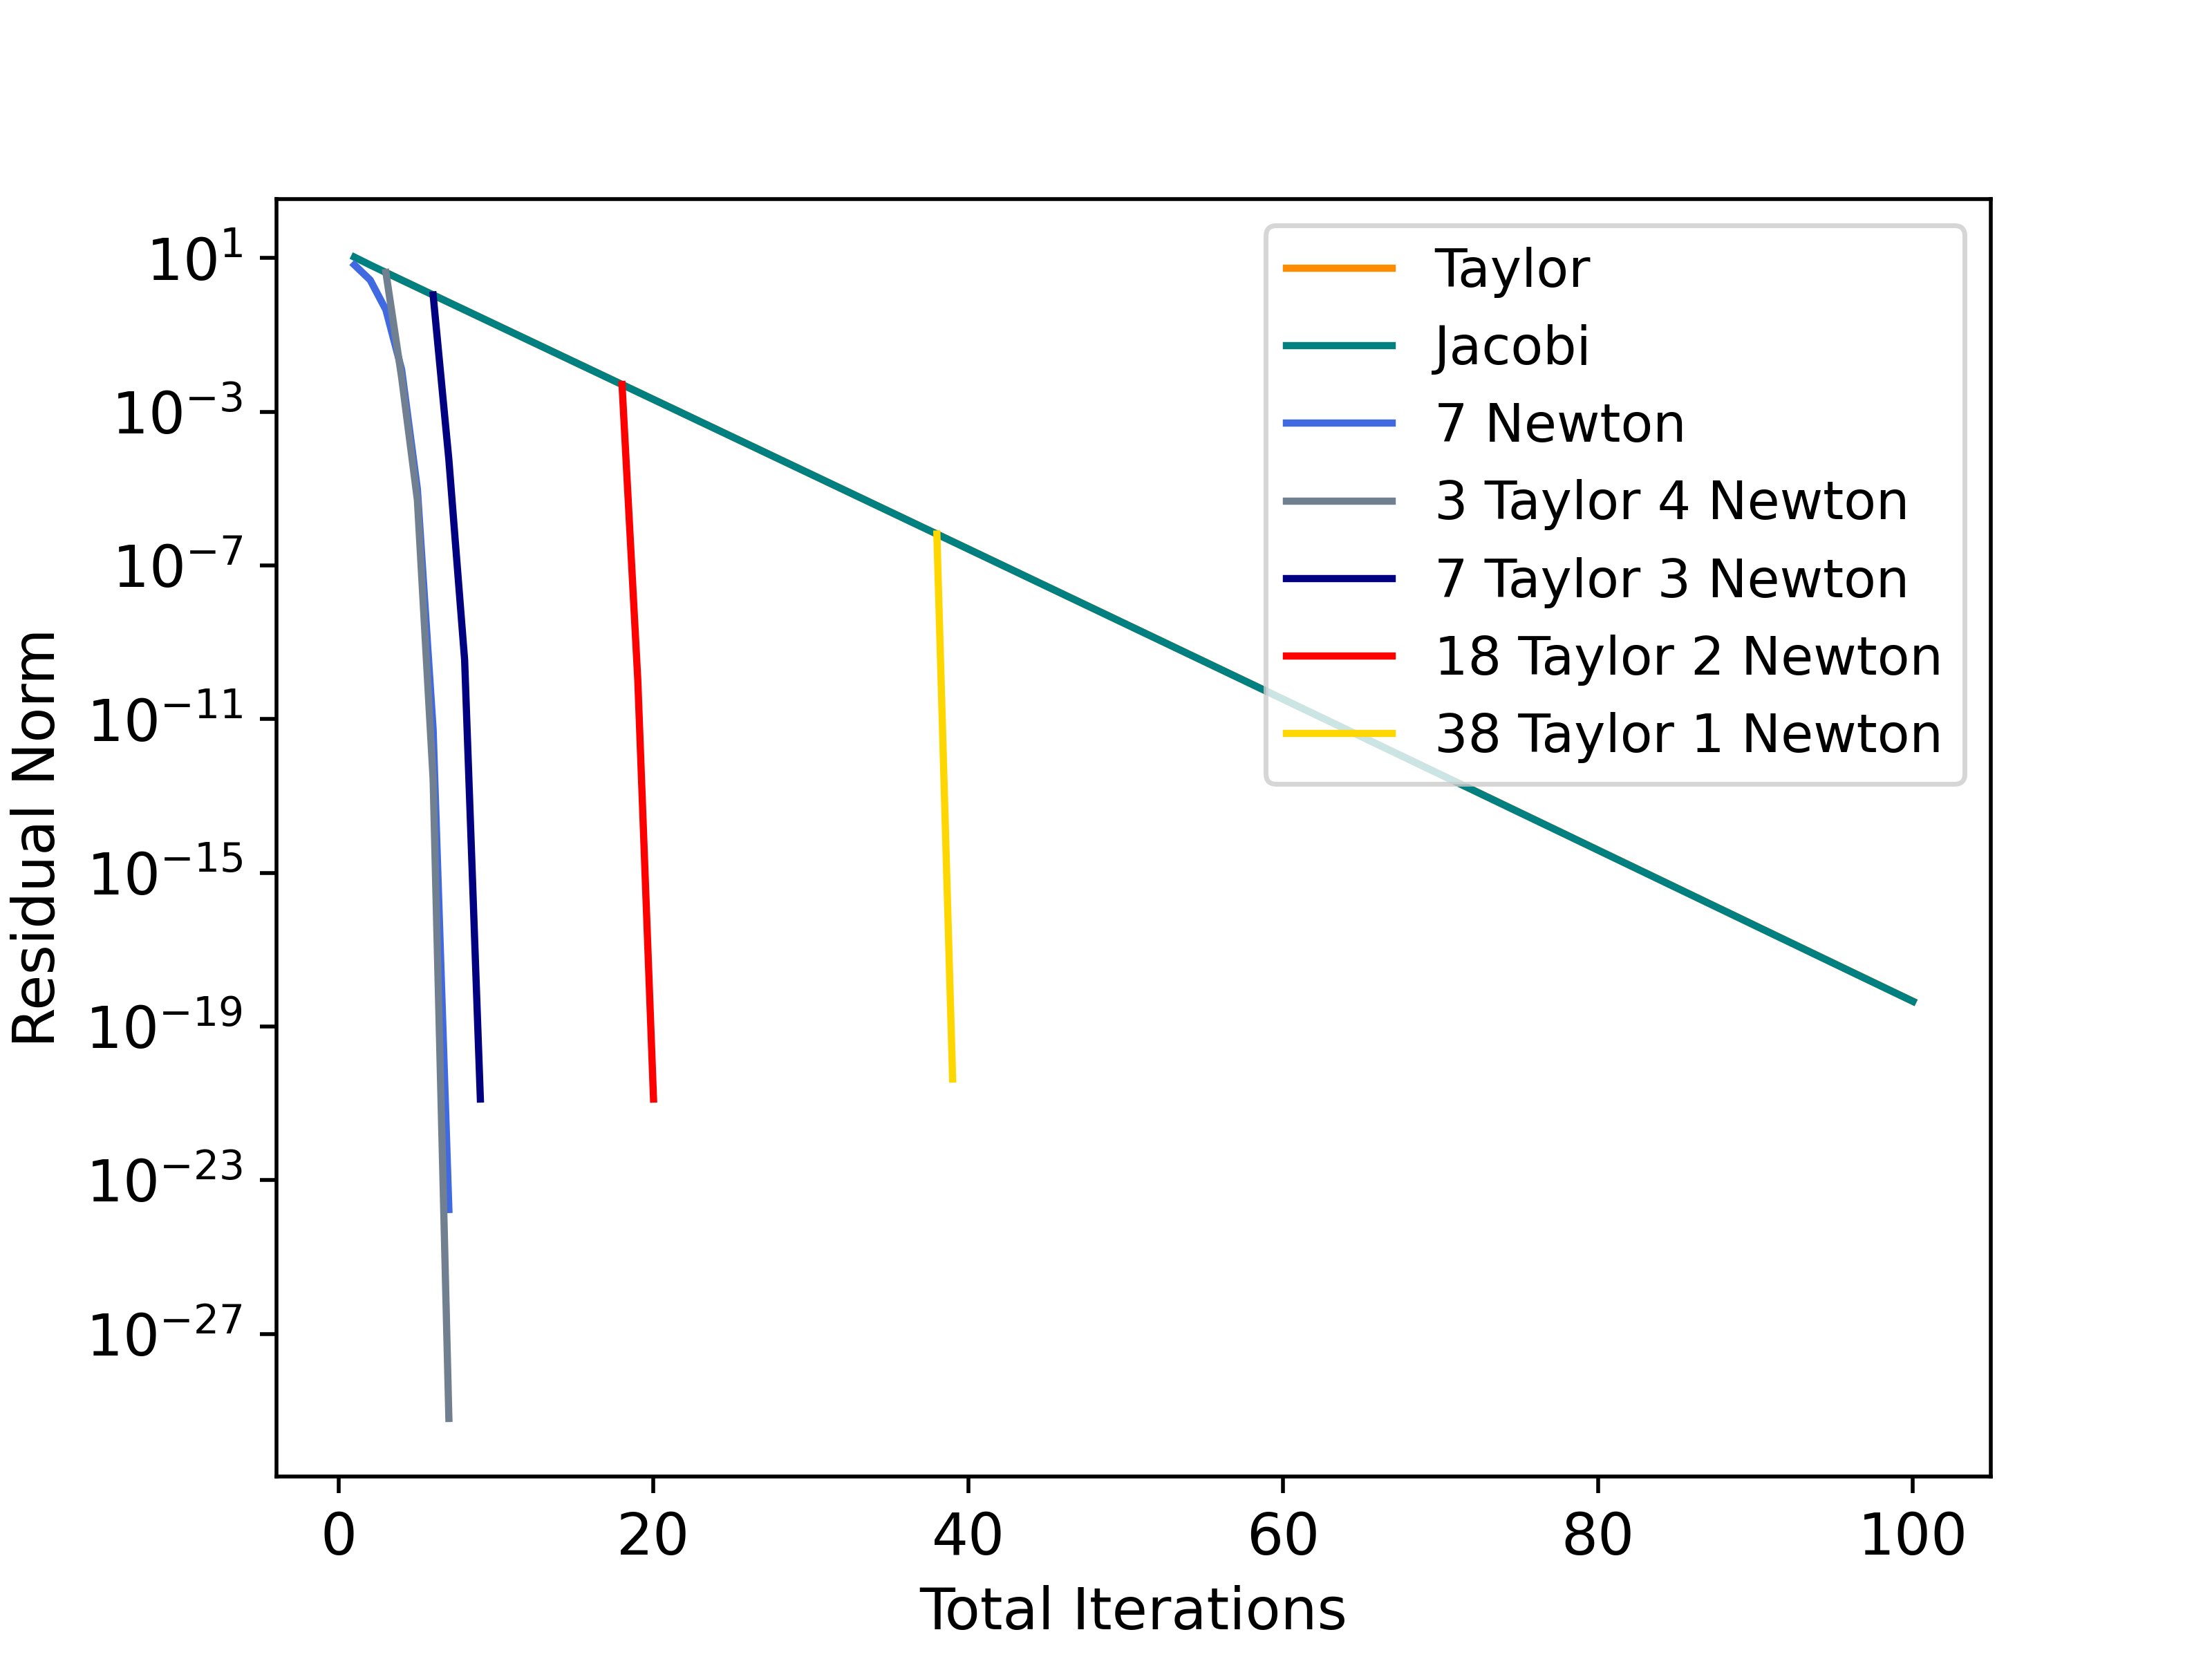 10^1
10^−3
10^−7
10^−11
10^−15
10^−19
10^−23
10^−27
Residual Norm
Taylor
Jacobi
7 Newton
3 Taylor 4 Newton
7 Taylor 3 Newton
18 Taylor 2 Newton
38 Taylor 1 Newton
0 20 40 60 80 100
Total Iterations